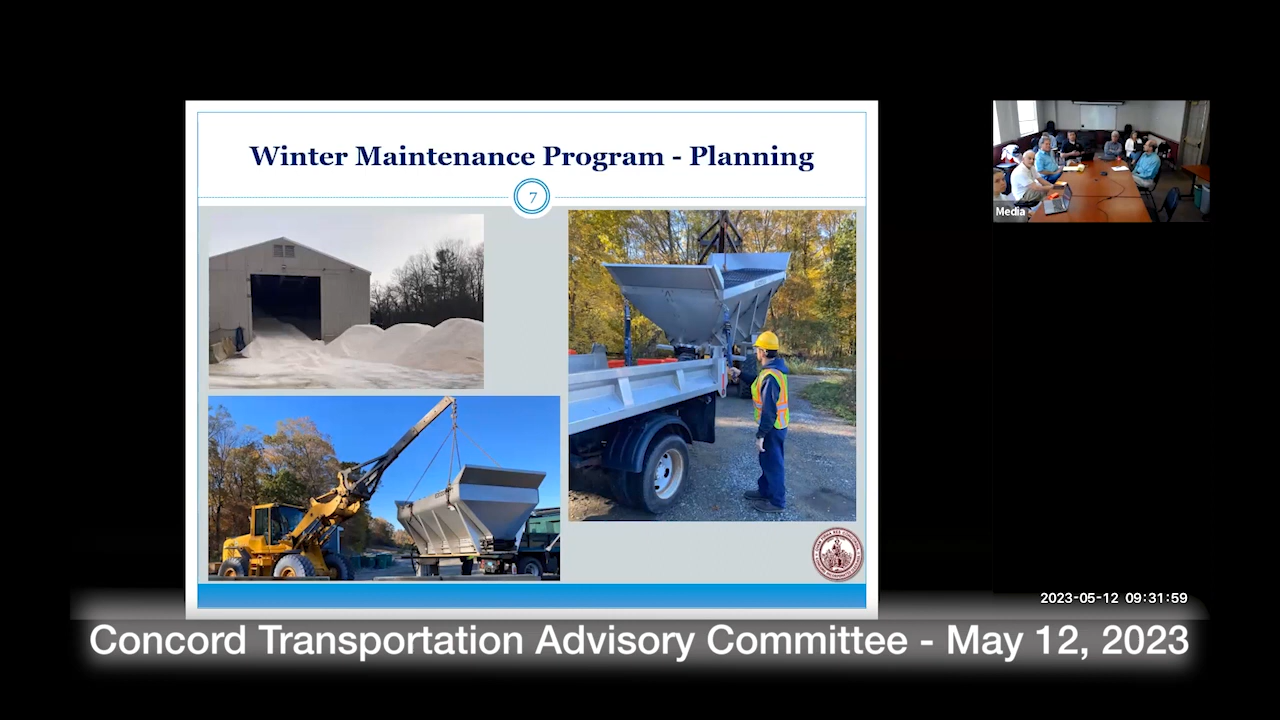 Winter Maintenance Program - Planning
7
Media
2023-05-12 09:31:59
Concord Transportation Advisory Committee - May 12, 2023